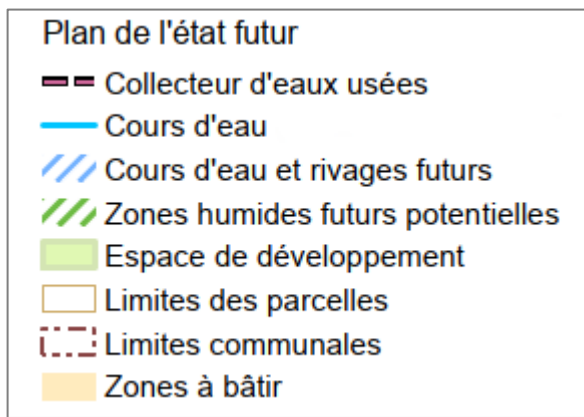 Plan de l'état futur
Collecteur d'eaux usées
Cours d'eau
Cours d'eau et rivages futurs
Zones humides futurs potentielles
Espace de développement
Limites des parcelles
Limites communales
Zones à bâtir